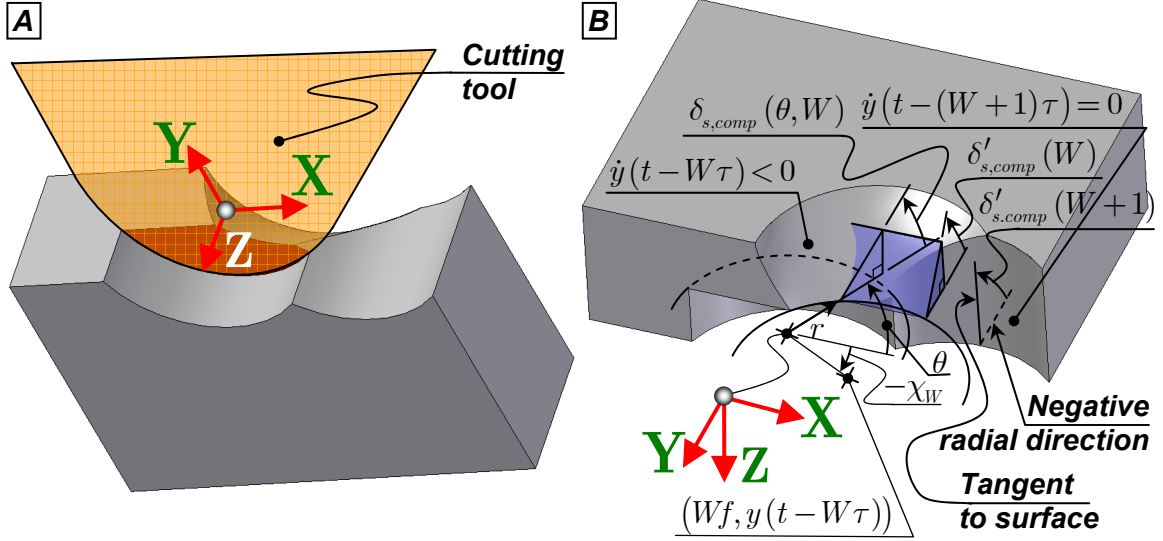 A
Cutting
tool
Y
X
Z
B
δ_{s,comp}(θ,W)
ẏ(t−(W+1)τ)=0
ẏ(t−Wτ)<0
δ′_{s,comp}(W)
δ′_{s.comp}(W+1)
r
θ
−χ_W
X
Y
Z
Negative
radial direction
Tangent
to surface
(Wf,y(t−Wτ))